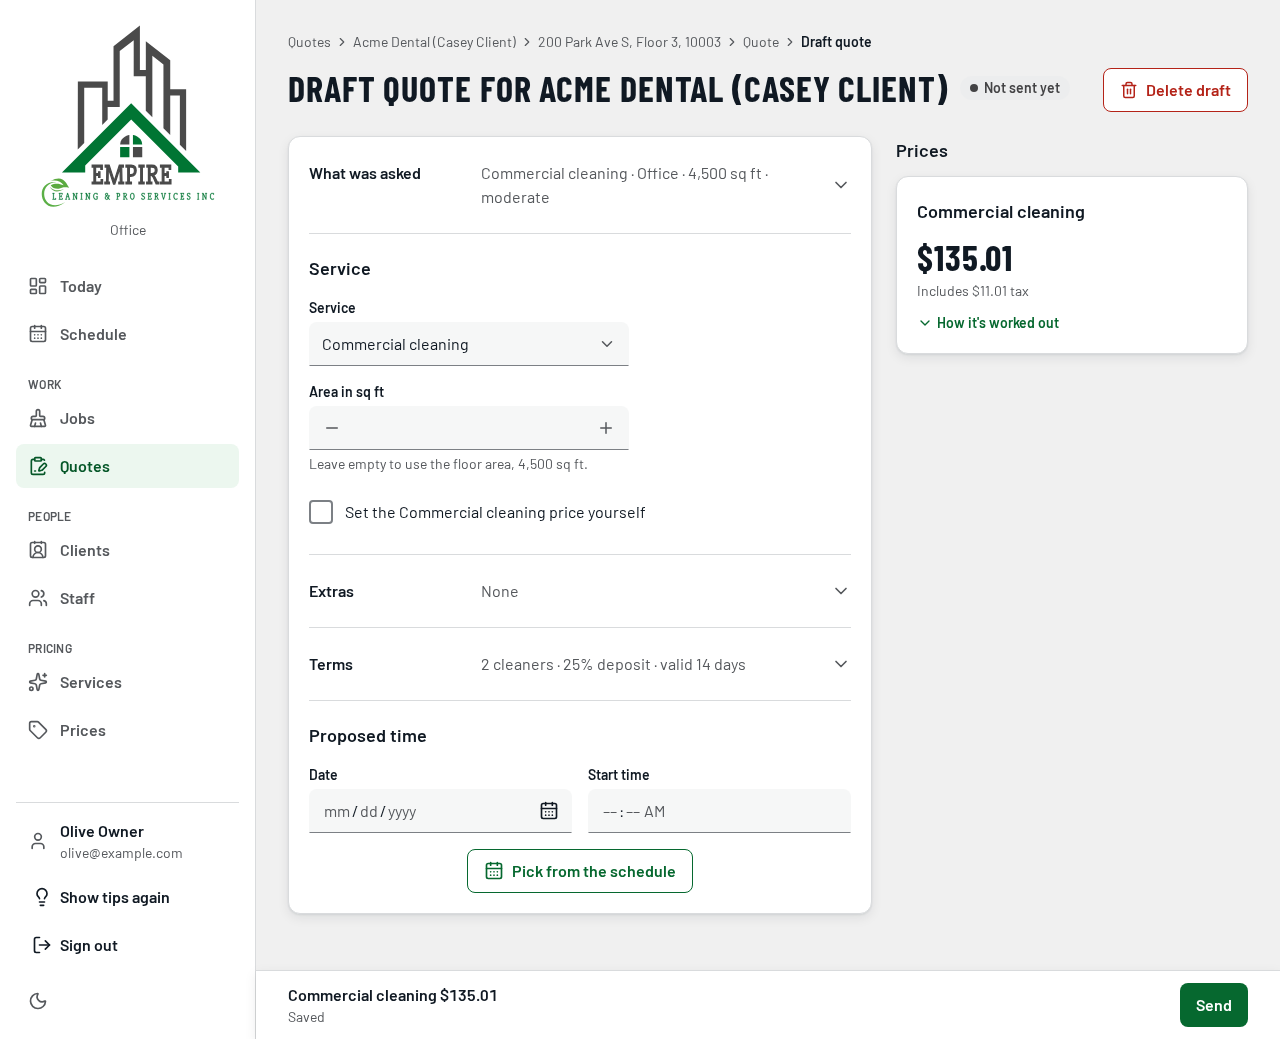 EMPIRE
CLEANING & PRO SERVICES INC
Office
Today
Schedule
WORK
Jobs
Quotes
PEOPLE
Clients
Staff
PRICING
Services
Prices
Olive Owner
olive@example.com
Show tips again
Sign out
Quotes > Acme Dental (Casey Client) > 200 Park Ave S, Floor 3, 10003 > Quote > Draft quote
DRAFT QUOTE FOR ACME DENTAL (CASEY CLIENT)
Not sent yet
Delete draft
What was asked
Commercial cleaning · Office · 4,500 sq ft ·
moderate
Service
Service
Commercial cleaning
Area in sq ft
Leave empty to use the floor area, 4,500 sq ft.
Set the Commercial cleaning price yourself
Extras
None
Terms
2 cleaners · 25% deposit · valid 14 days
Proposed time
Date
Start time
mm/dd/yyyy
--:-- AM
Pick from the schedule
Prices
Commercial cleaning
$135.01
Includes $11.01 tax
How it's worked out
Commercial cleaning $135.01
Saved
Send